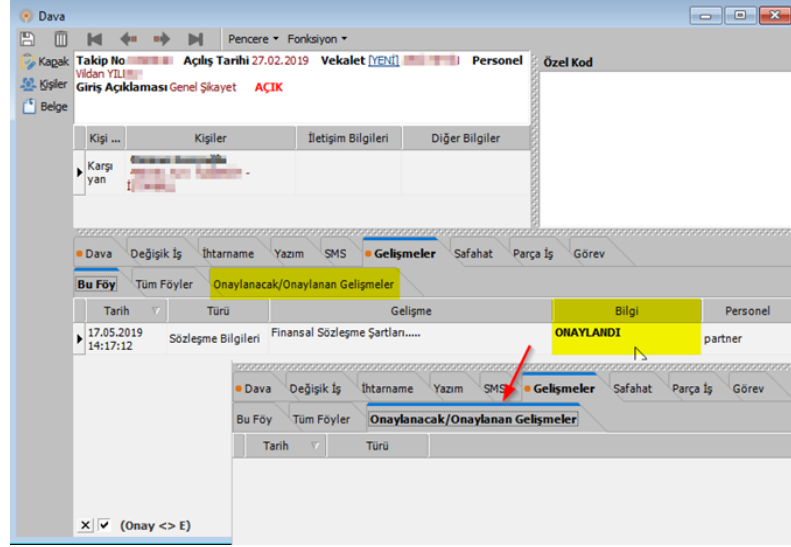 Dava
Pencere Fonksiyon
Kapak
Kişiler
Belge
Takip No Açılış Tarihi 27.02.2019 Vekalet [YENİ] Personel
Vildan
Giriş Açıklaması Genel Şikayet AÇIK
Özel Kod
Kişi ... Kişiler İletişim Bilgileri Diğer Bilgiler
Karşı
yan
Dava Değişik İş İhtarname Yazım SMS Gelişmeler Safahat Parça İş Görev
Bu Föy Tüm Föyler Onaylanacak/Onaylanan Gelişmeler
Tarih Türü Gelişme Bilgi Personel
17.05.2019
14:17:12
Sözleşme Bilgileri Finansal Sözleşme Şartları..... ONAYLANDI partner
Dava Değişik İş İhtarname Yazım SMS Gelişmeler Safahat Parça İş Görev
Bu Föy Tüm Föyler Onaylanacak/Onaylanan Gelişmeler
Tarih Türü
(Onay <> E)